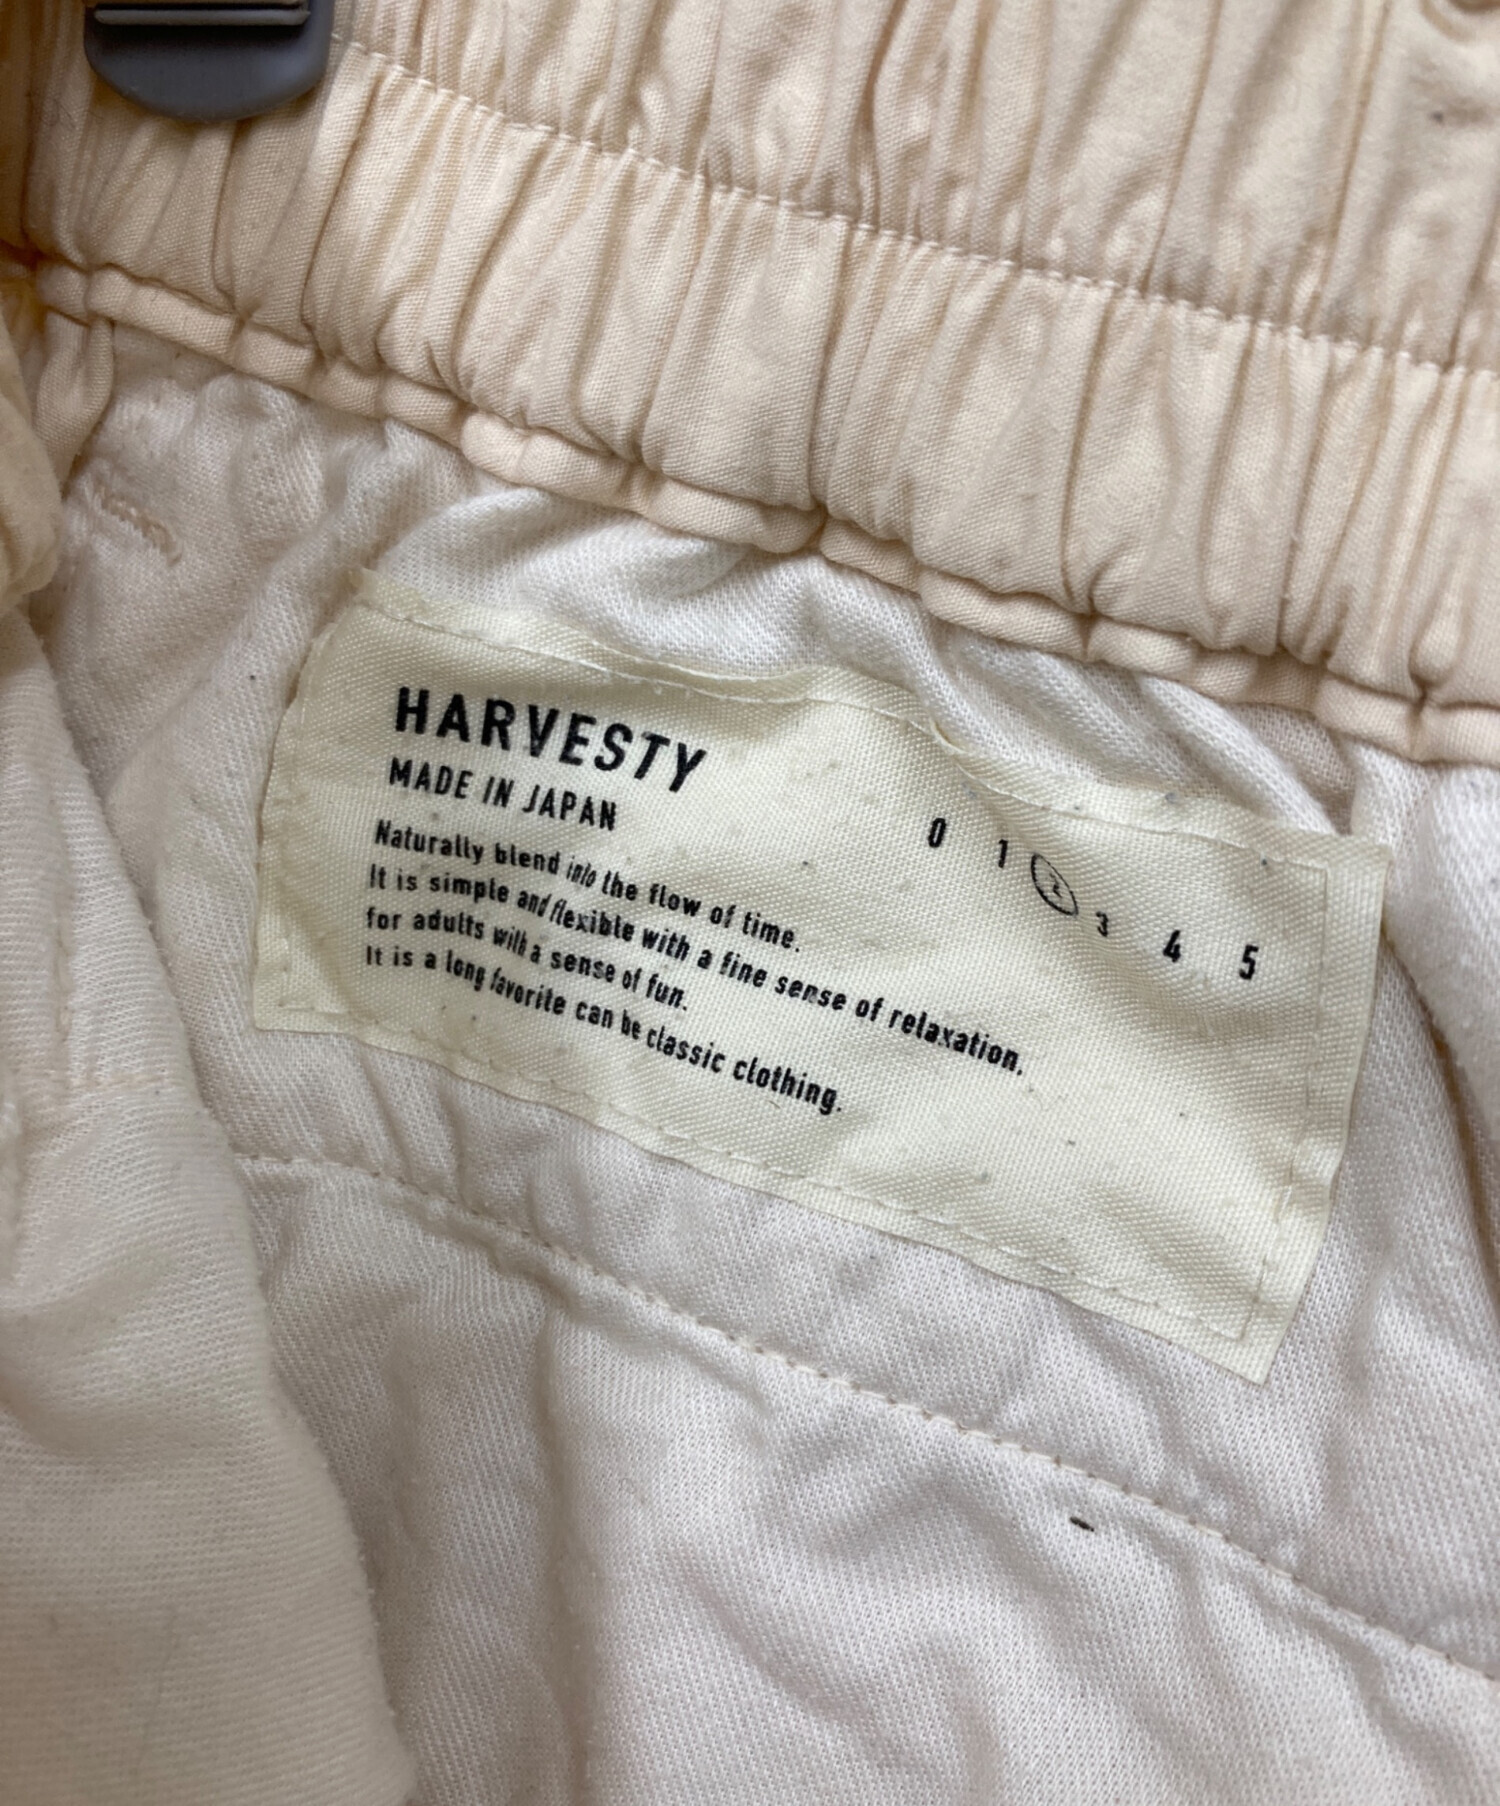 HARVESTY
MADE IN JAPAN
Naturally blend into the flow of time.
It is simple and flexible with a fine sense of relaxation.
for adults with a sense of fun.
It is a long favorite can be classic clothing.
0 1 2 3 4 5